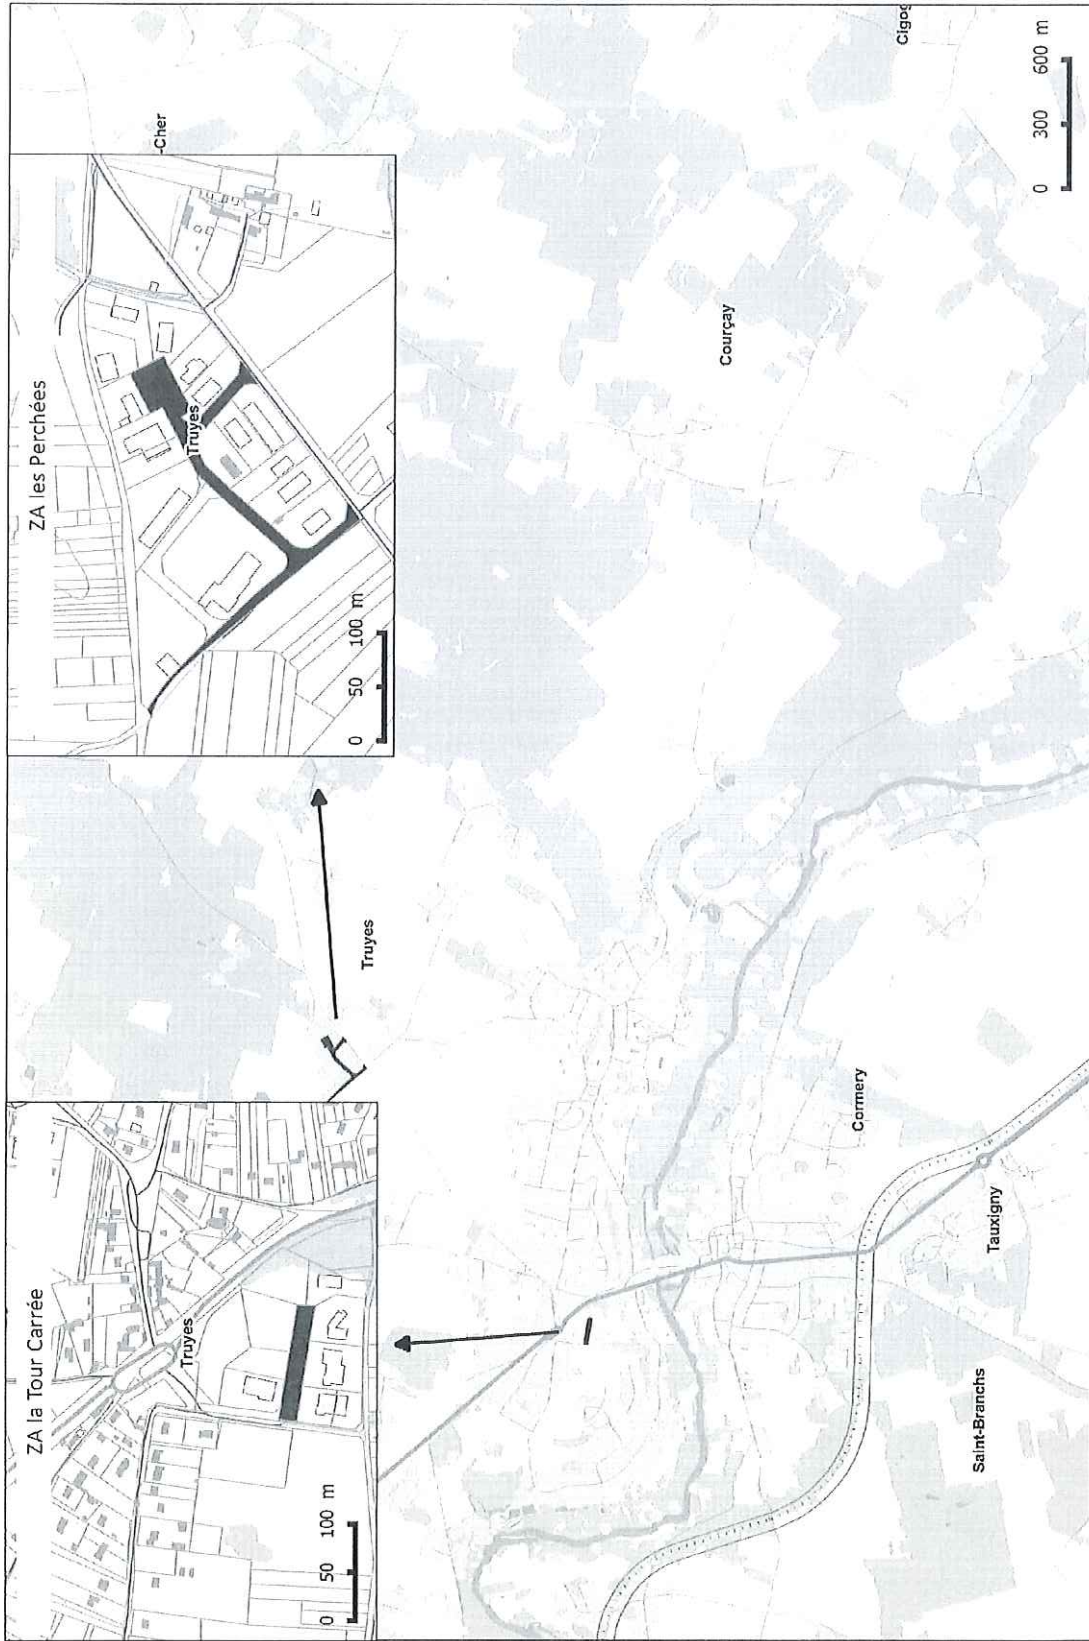 ZA la Tour Carrée
Truyes
0 50 100 m
ZA les Perchées
Truyes
0 50 100 m
-Cher
Truyes
Courçay
Cormery
Tauxigny
Saint-Branchs
Cigog
0 300 600 m